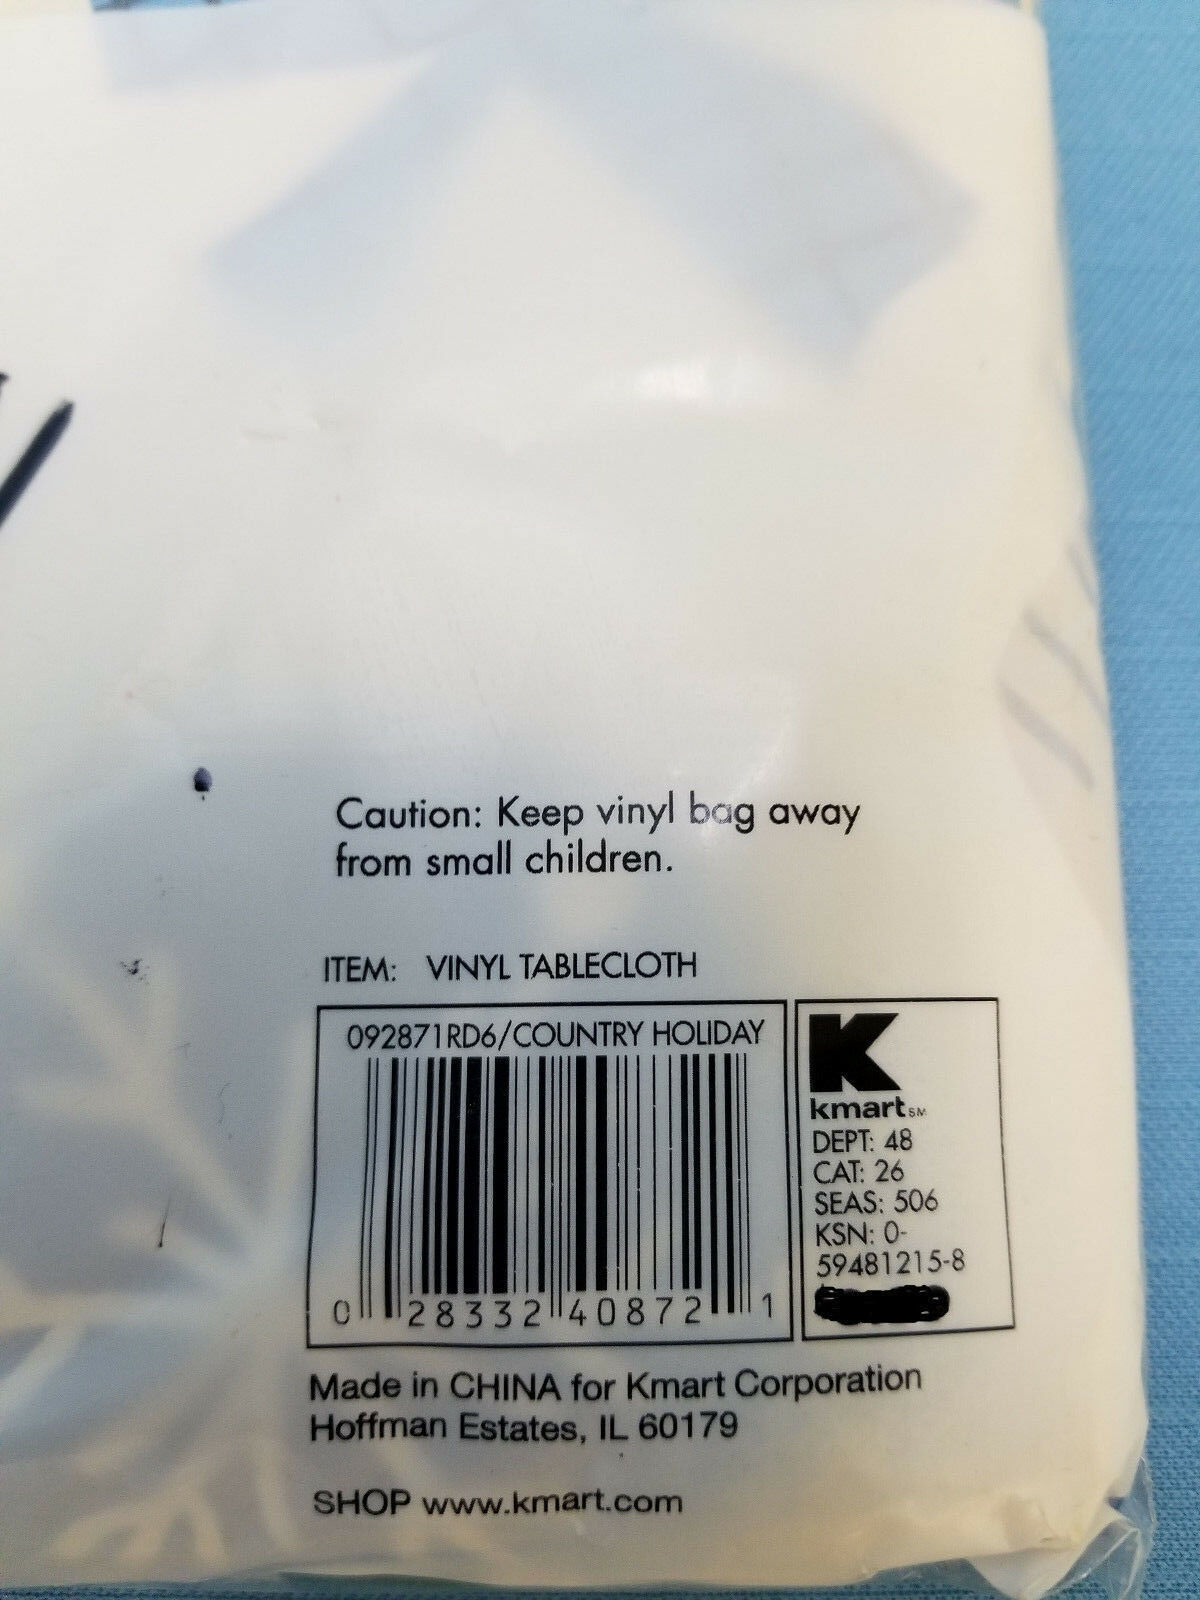 Caution: Keep vinyl bag away
from small children.
ITEM: VINYL TABLECLOTH
092871RD6/COUNTRY HOLIDAY
0 28332 40872 1
K
kmart SM
DEPT: 48
CAT: 26
SEAS: 506
KSN: 0-
59481215-8
Made in CHINA for Kmart Corporation
Hoffman Estates, IL 60179
SHOP www.kmart.com